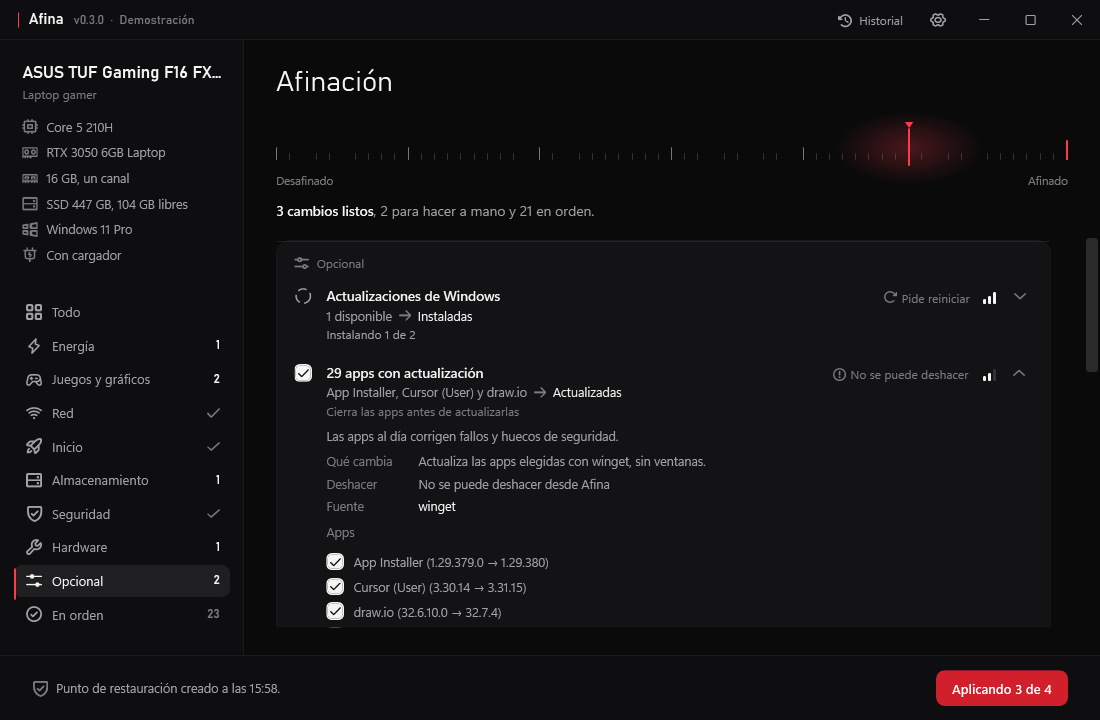 Afina v0.3.0 · Demostración
Historial
ASUS TUF Gaming F16 FX...
Laptop gamer
Core 5 210H
RTX 3050 6GB Laptop
16 GB, un canal
SSD 447 GB, 104 GB libres
Windows 11 Pro
Con cargador
Todo
Energía 1
Juegos y gráficos 2
Red
Inicio
Almacenamiento 1
Seguridad
Hardware 1
Opcional 2
En orden 23
Afinación
Desafinado Afinado
3 cambios listos, 2 para hacer a mano y 21 en orden.
Opcional
Actualizaciones de Windows Pide reiniciar
1 disponible → Instaladas
Instalando 1 de 2
29 apps con actualización No se puede deshacer
App Installer, Cursor (User) y draw.io → Actualizadas
Cierra las apps antes de actualizarlas
Las apps al día corrigen fallos y huecos de seguridad.
Qué cambia Actualiza las apps elegidas con winget, sin ventanas.
Deshacer No se puede deshacer desde Afina
Fuente winget
Apps
App Installer (1.29.379.0 → 1.29.380)
Cursor (User) (3.30.14 → 3.31.15)
draw.io (32.6.10.0 → 32.7.4)
Punto de restauración creado a las 15:58.
Aplicando 3 de 4